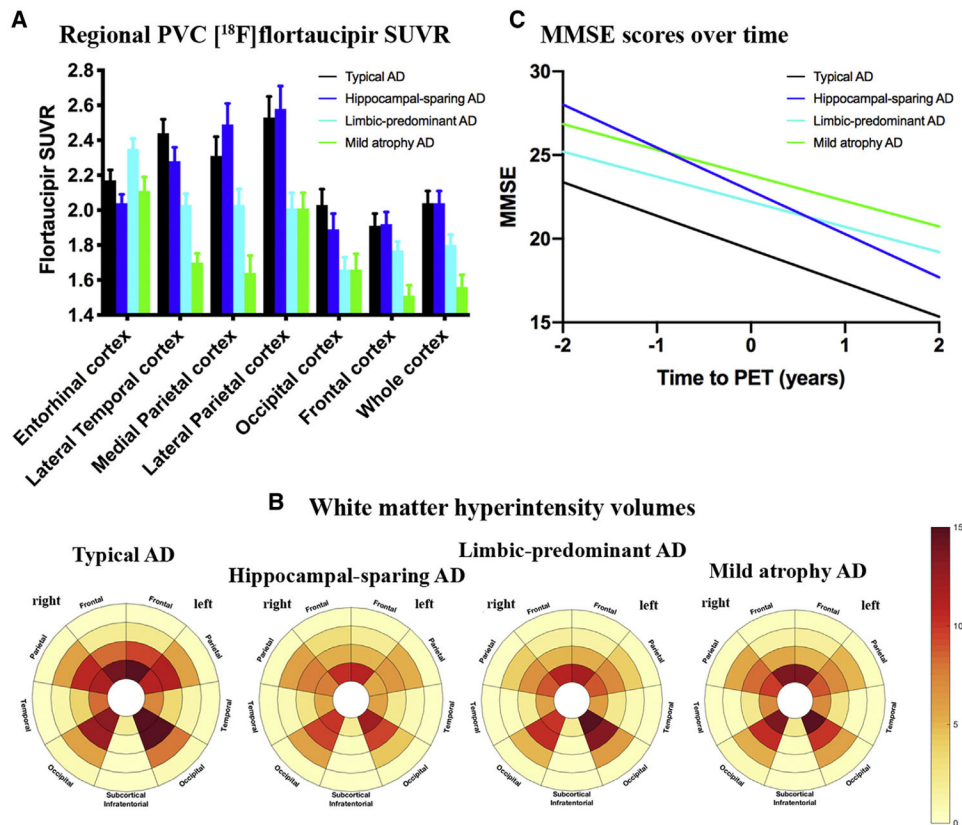 A
Regional PVC [¹⁸F]flortaucipir SUVR
Typical AD
Hippocampal-sparing AD
Limbic-predominant AD
Mild atrophy AD
Flortaucipir SUVR
2.8
2.6
2.4
2.2
2.0
1.8
1.6
1.4
Entorhinal cortex
Lateral Temporal cortex
Medial Parietal cortex
Lateral Parietal cortex
Occipital cortex
Frontal cortex
Whole cortex
C
MMSE scores over time
Typical AD
Hippocampal-sparing AD
Limbic-predominant AD
Mild atrophy AD
MMSE
30
25
20
15
-2
-1
0
1
2
Time to PET (years)
B
White matter hyperintensity volumes
Typical AD
right
left
Frontal
Frontal
Parietal
Parietal
Temporal
Temporal
Occipital
Occipital
Subcortical
Infratentorial
Hippocampal-sparing AD
right
left
Frontal
Frontal
Parietal
Parietal
Temporal
Temporal
Occipital
Occipital
Subcortical
Infratentorial
Limbic-predominant AD
right
left
Frontal
Frontal
Parietal
Parietal
Temporal
Temporal
Occipital
Occipital
Subcortical
Infratentorial
Mild atrophy AD
right
left
Frontal
Frontal
Parietal
Parietal
Temporal
Temporal
Occipital
Occipital
Subcortical
Infratentorial
15
10
5
0